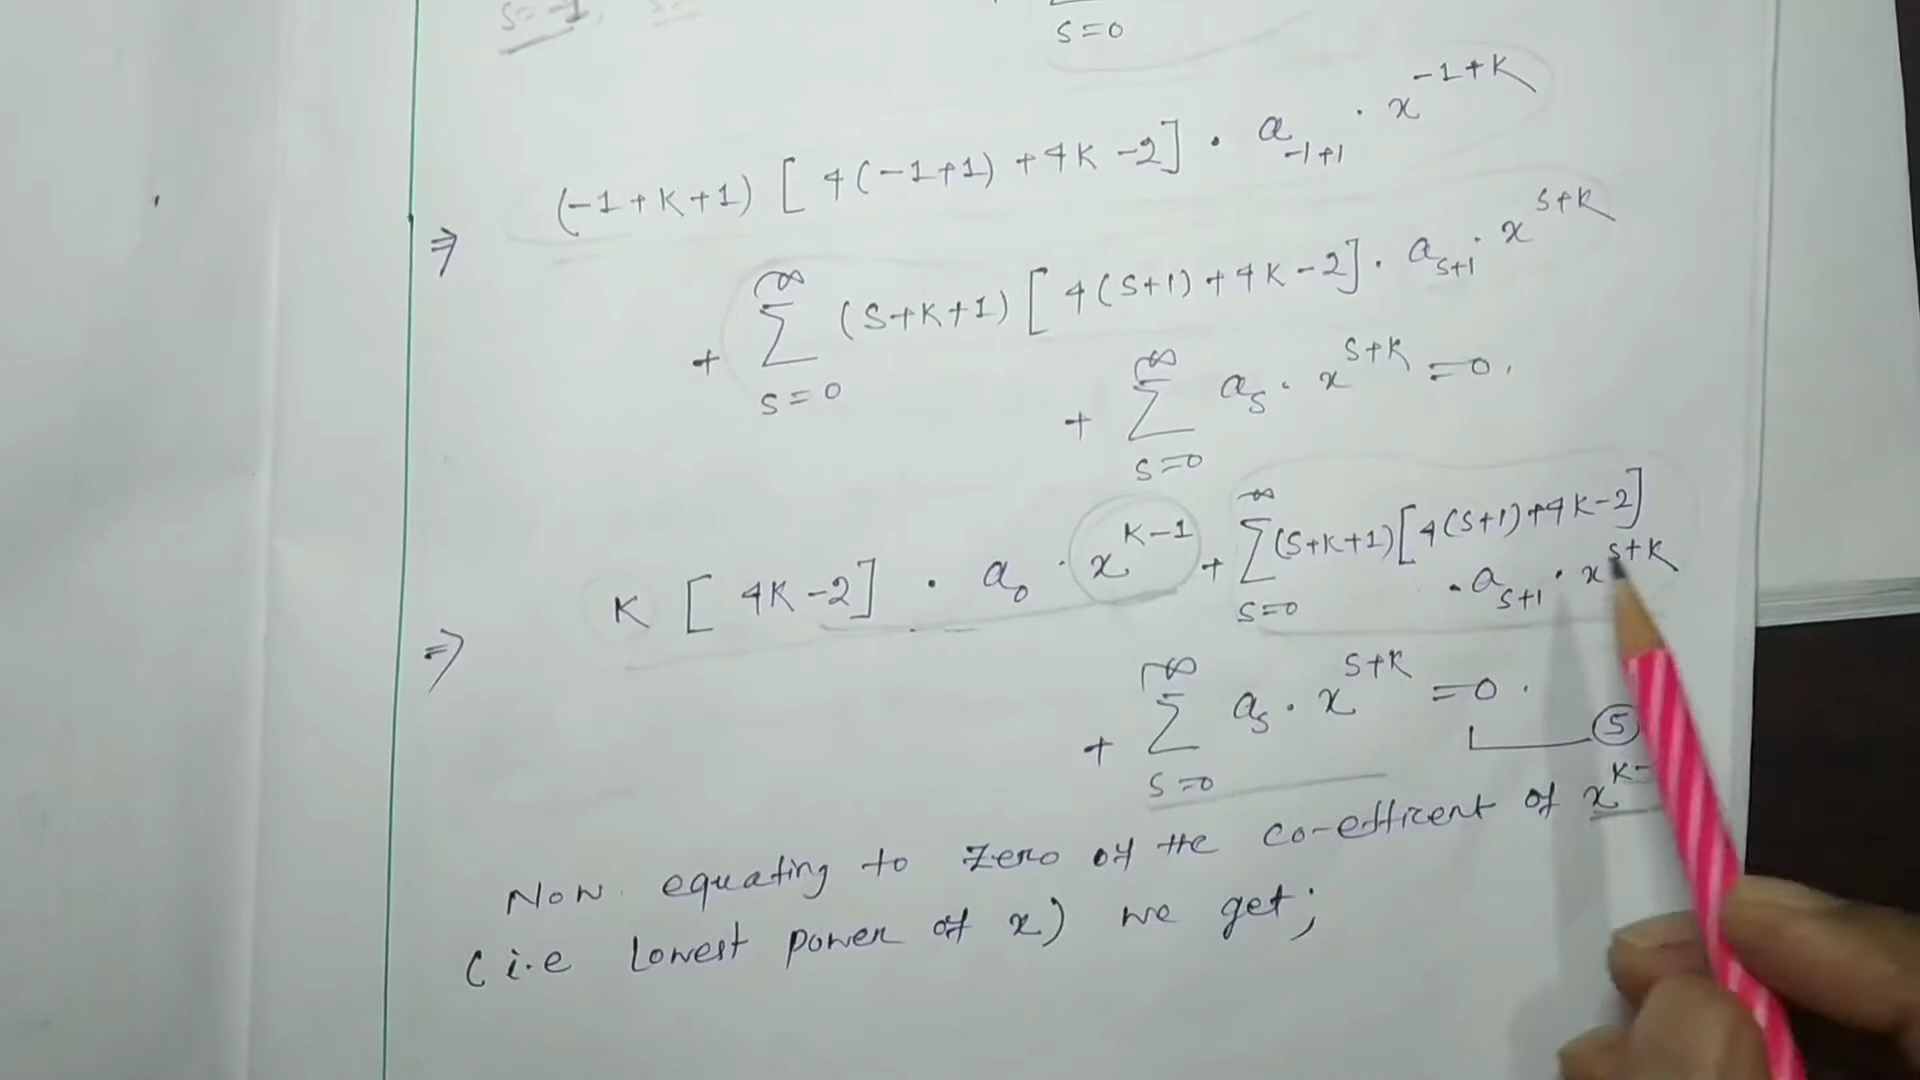 s=-1,
s=0
⇒ (-1+K+1) [ 4(-1+1) +4K -2] · a_{-1+1} · x^{-1+K}
+ ∑_{s=0}^{∞} (S+K+1) [ 4(S+1) +4K-2] · a_{s+1} · x^{S+K}
+ ∑_{s=0}^{∞} a_s · x^{S+K} =0.
⇒ K [ 4K -2] · a_0 · x^{K-1} + ∑_{s=0}^{∞} (S+K+1)[4(S+1)+4K-2]
· a_{s+1} · x^{S+K}
+ ∑_{s=0}^{∞} a_s · x^{S+K} =0.
⑤
Now equating to zero of the co-efficent of x^{K-
(i.e lowest power of x) we get;